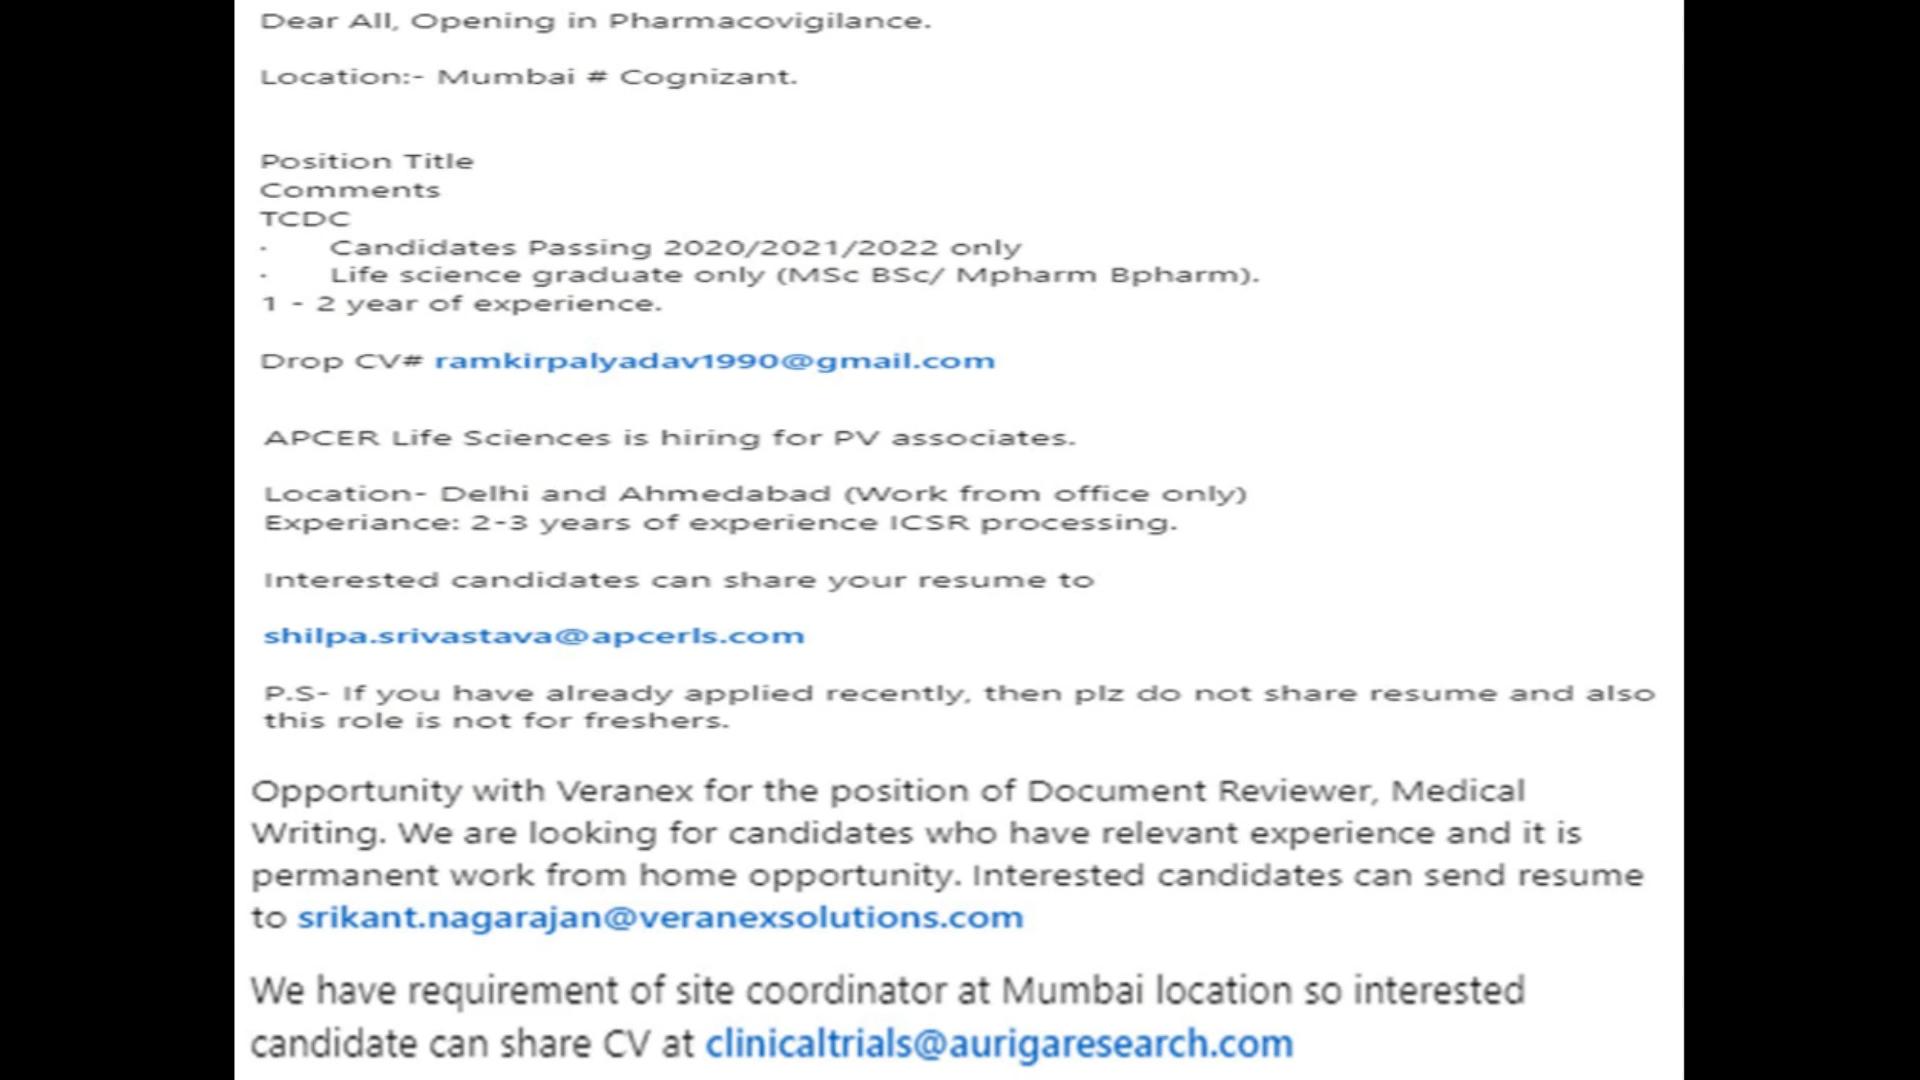 Dear All, Opening in Pharmacovigilance.
Location:- Mumbai # Cognizant.
Position Title
Comments
TCDC
· Candidates Passing 2020/2021/2022 only
· Life science graduate only (MSc BSc/ Mpharm Bpharm).
1 - 2 year of experience.
Drop CV# ramkirpalyadav1990@gmail.com
APCER Life Sciences is hiring for PV associates.
Location- Delhi and Ahmedabad (Work from office only)
Experiance: 2-3 years of experience ICSR processing.
Interested candidates can share your resume to
shilpa.srivastava@apcerls.com
P.S- If you have already applied recently, then plz do not share resume and also
this role is not for freshers.
Opportunity with Veranex for the position of Document Reviewer, Medical
Writing. We are looking for candidates who have relevant experience and it is
permanent work from home opportunity. Interested candidates can send resume
to srikant.nagarajan@veranexsolutions.com
We have requirement of site coordinator at Mumbai location so interested
candidate can share CV at clinicaltrials@aurigaresearch.com